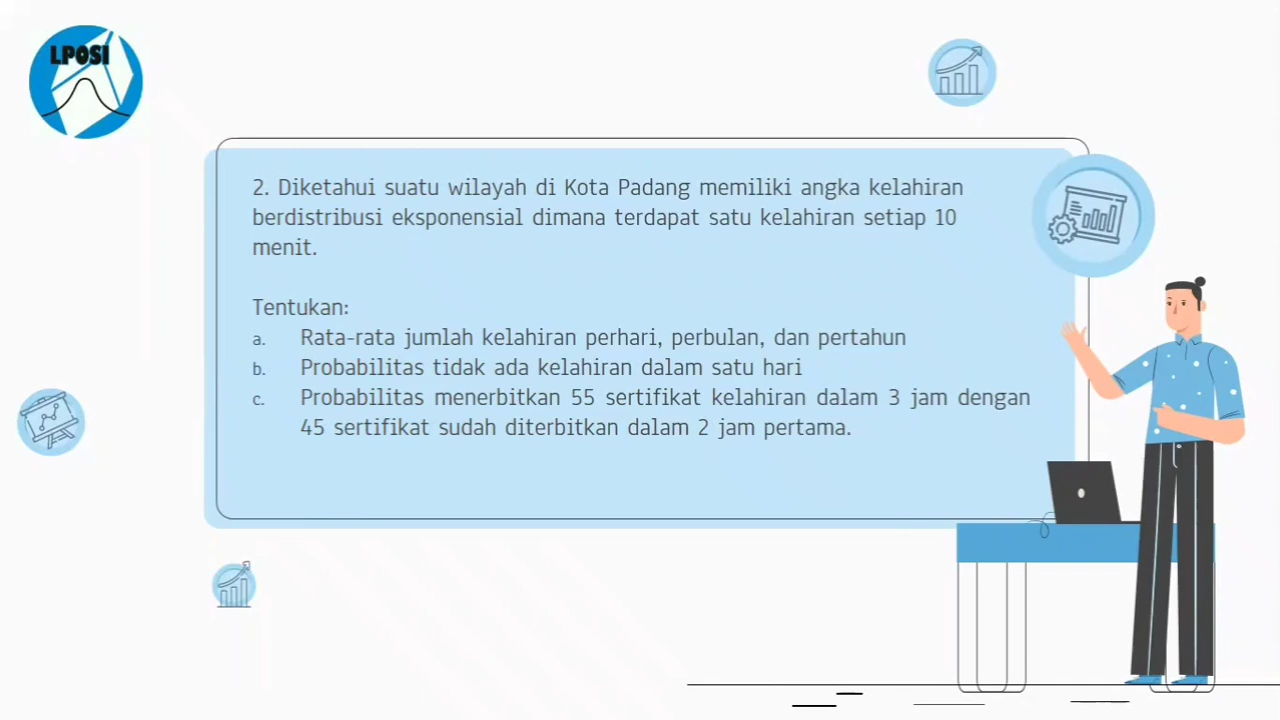 LPOSI
2. Diketahui suatu wilayah di Kota Padang memiliki angka kelahiran
berdistribusi eksponensial dimana terdapat satu kelahiran setiap 10
menit.
Tentukan:
a. Rata-rata jumlah kelahiran perhari, perbulan, dan pertahun
b. Probabilitas tidak ada kelahiran dalam satu hari
c. Probabilitas menerbitkan 55 sertifikat kelahiran dalam 3 jam dengan
45 sertifikat sudah diterbitkan dalam 2 jam pertama.